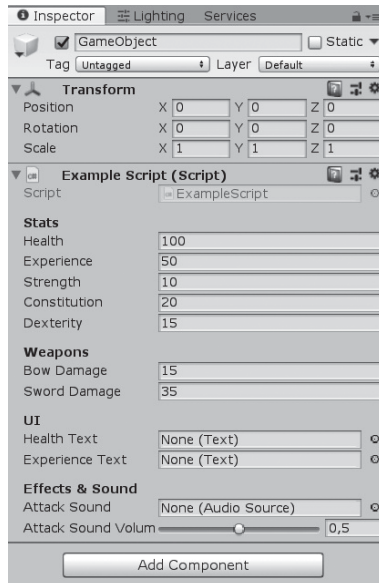 Inspector Lighting Services
GameObject Static
Tag Untagged Layer Default
Transform
Position X 0 Y 0 Z 0
Rotation X 0 Y 0 Z 0
Scale X 1 Y 1 Z 1
Example Script (Script)
Script ExampleScript
Stats
Health 100
Experience 50
Strength 10
Constitution 20
Dexterity 15
Weapons
Bow Damage 15
Sword Damage 35
UI
Health Text None (Text)
Experience Text None (Text)
Effects & Sound
Attack Sound None (Audio Source)
Attack Sound Volum 0,5
Add Component